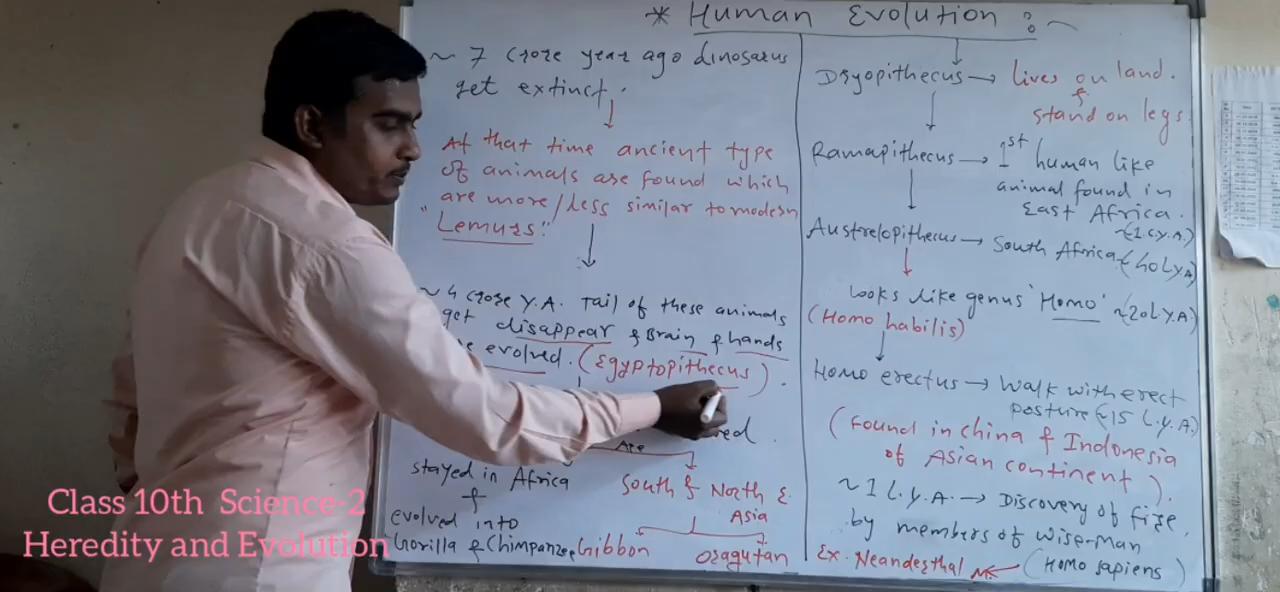 * Human Evolution :-
~ 7 crore year ago dinosarus
get extinct.
At that time ancient type
of animals are found which
are more/less similar to modern
"Lemurs".
~ 4 crore Y.A. Tail of these animals
get disappear & Brain & hands
evolved. (Egyptopithecus).
Ape
stayed in Africa
&
evolved into
Gorilla & Chimpanzee
South & North E.
Asia
Gibbon
Oragutan
Dryopithecus → lives on land.
&
stand on legs.
Ramapithecus → 1st human like
animal found in
East Africa.
~(1.C.Y.A.)
Austrelopithecus → South Africa ~(40 L Y A)
Looks like genus 'Homo' ~(20 L Y.A.)
(Homo habilis)
Homo erectus → Walk with erect
posture ~(15 L.Y.A.)
(Found in china & Indonesia
of Asian continent).
~ 1 L.Y.A. → Discovery of fire,
by members of wise-man
Ex. Neanderthal
(Homo sapiens)
Class 10th Science-2
Heredity and Evolution